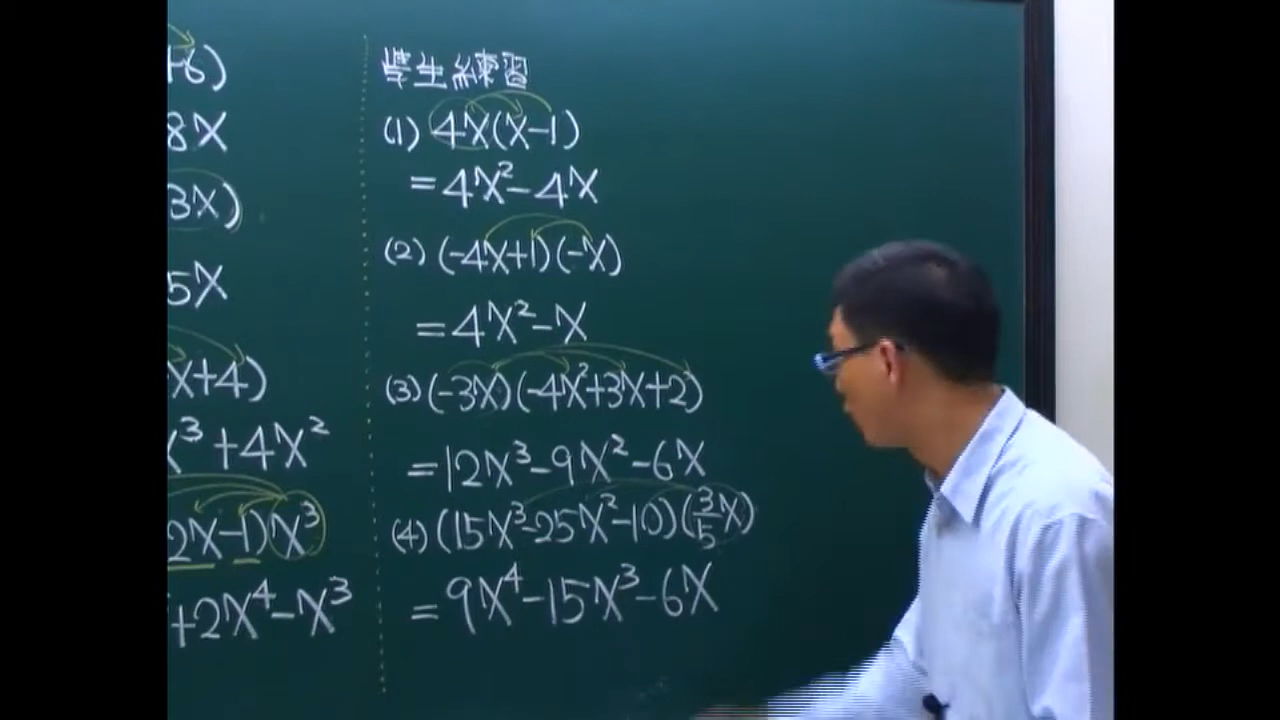 +6)
8x
3x)
5x
x+4)
x³+4x²
2x-1)x³
+2x⁴-x³
學生練習
(1) 4x(x-1)
=4x²-4x
(2) (-4x+1)(-x)
=4x²-x
(3) (-3x)(-4x²+3x+2)
=12x³-9x²-6x
(4) (15x³-25x²-10)(3/5x)
=9x⁴-15x³-6x